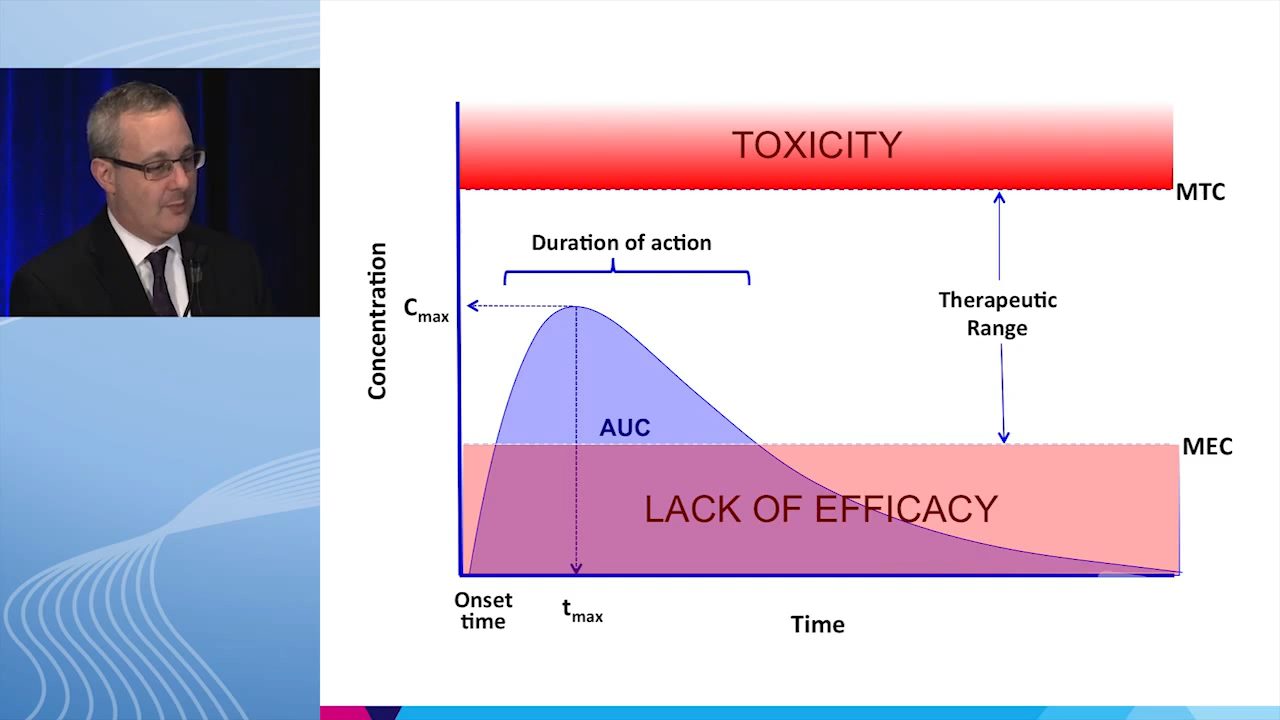 TOXICITY
MTC
Duration of action
Therapeutic
Range
Cmax
Concentration
AUC
MEC
LACK OF EFFICACY
Onset
time
tmax
Time